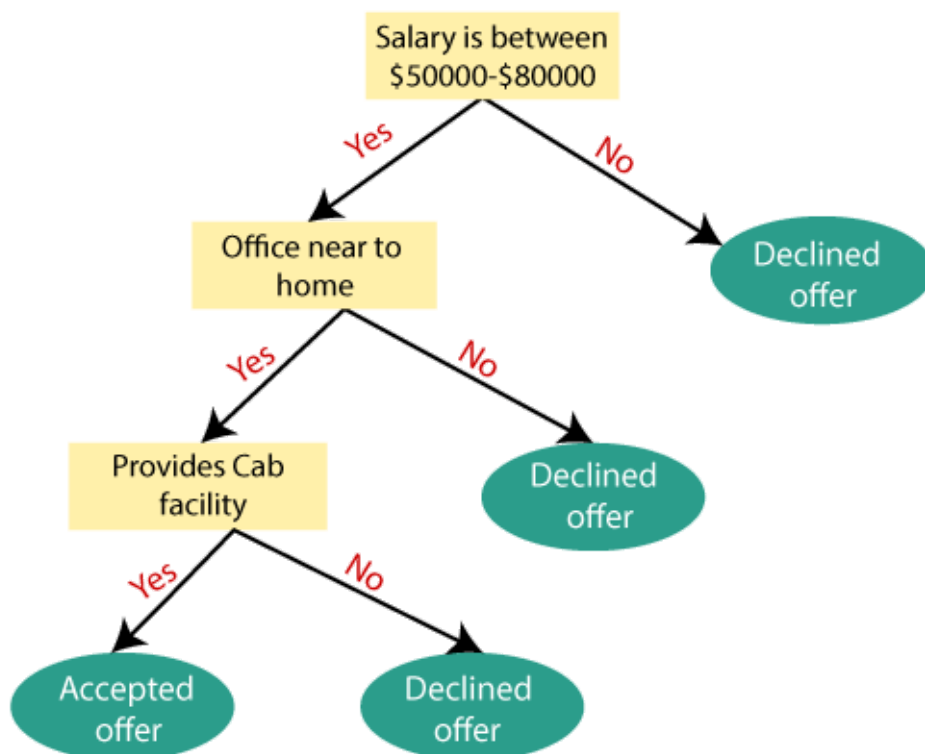 Salary is between
$50000-$80000
Yes
No
Office near to
home
Declined
offer
Yes
No
Provides Cab
facility
Declined
offer
Yes
No
Accepted
offer
Declined
offer